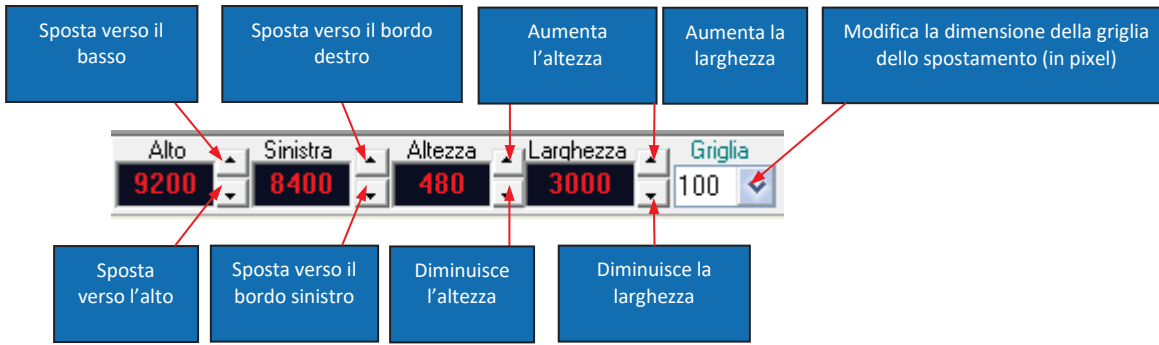 Sposta verso il
basso
Sposta verso il bordo
destro
Aumenta
l’altezza
Aumenta la
larghezza
Modifica la dimensione della griglia
dello spostamento (in pixel)
Alto
Sinistra
Altezza
Larghezza
Griglia
9200
8400
480
3000
100
Sposta
verso l’alto
Sposta verso il
bordo sinistro
Diminuisce
l’altezza
Diminuisce la
larghezza